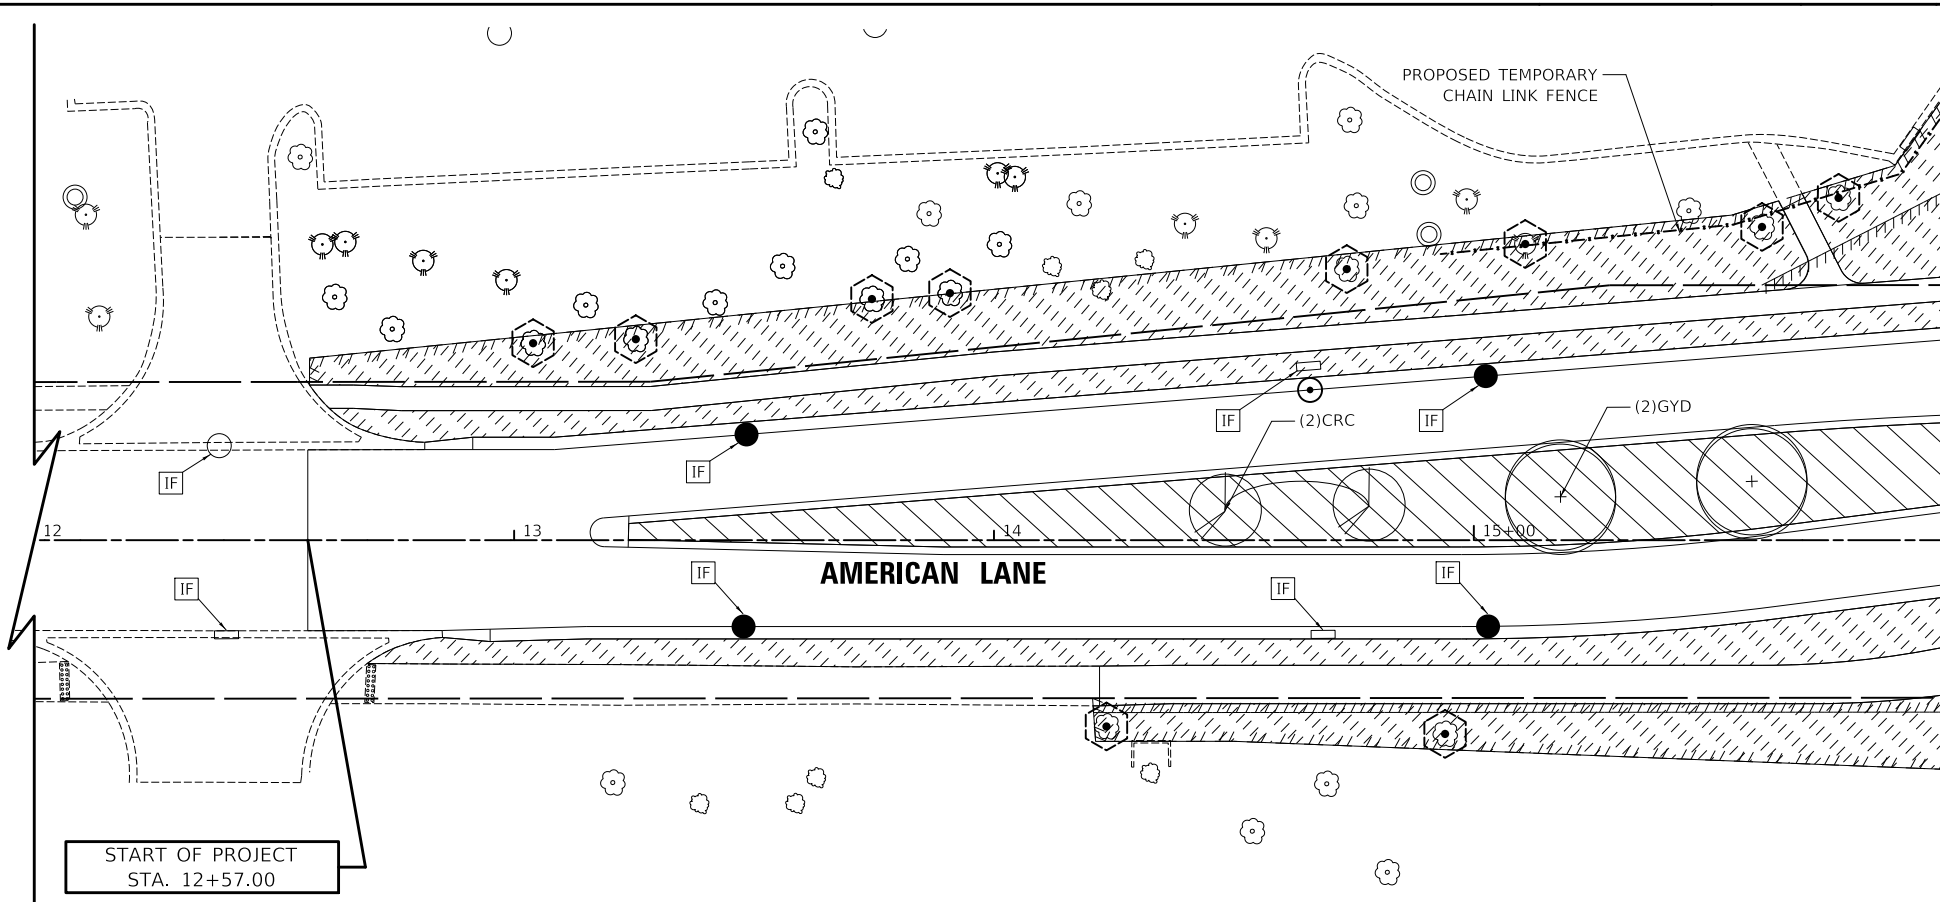 PROPOSED TEMPORARY
CHAIN LINK FENCE
IF
IF
(2)CRC
(2)GYD
IF
IF
12
13
14
15+00
IF
IF
IF
IF
AMERICAN LANE
START OF PROJECT
STA. 12+57.00